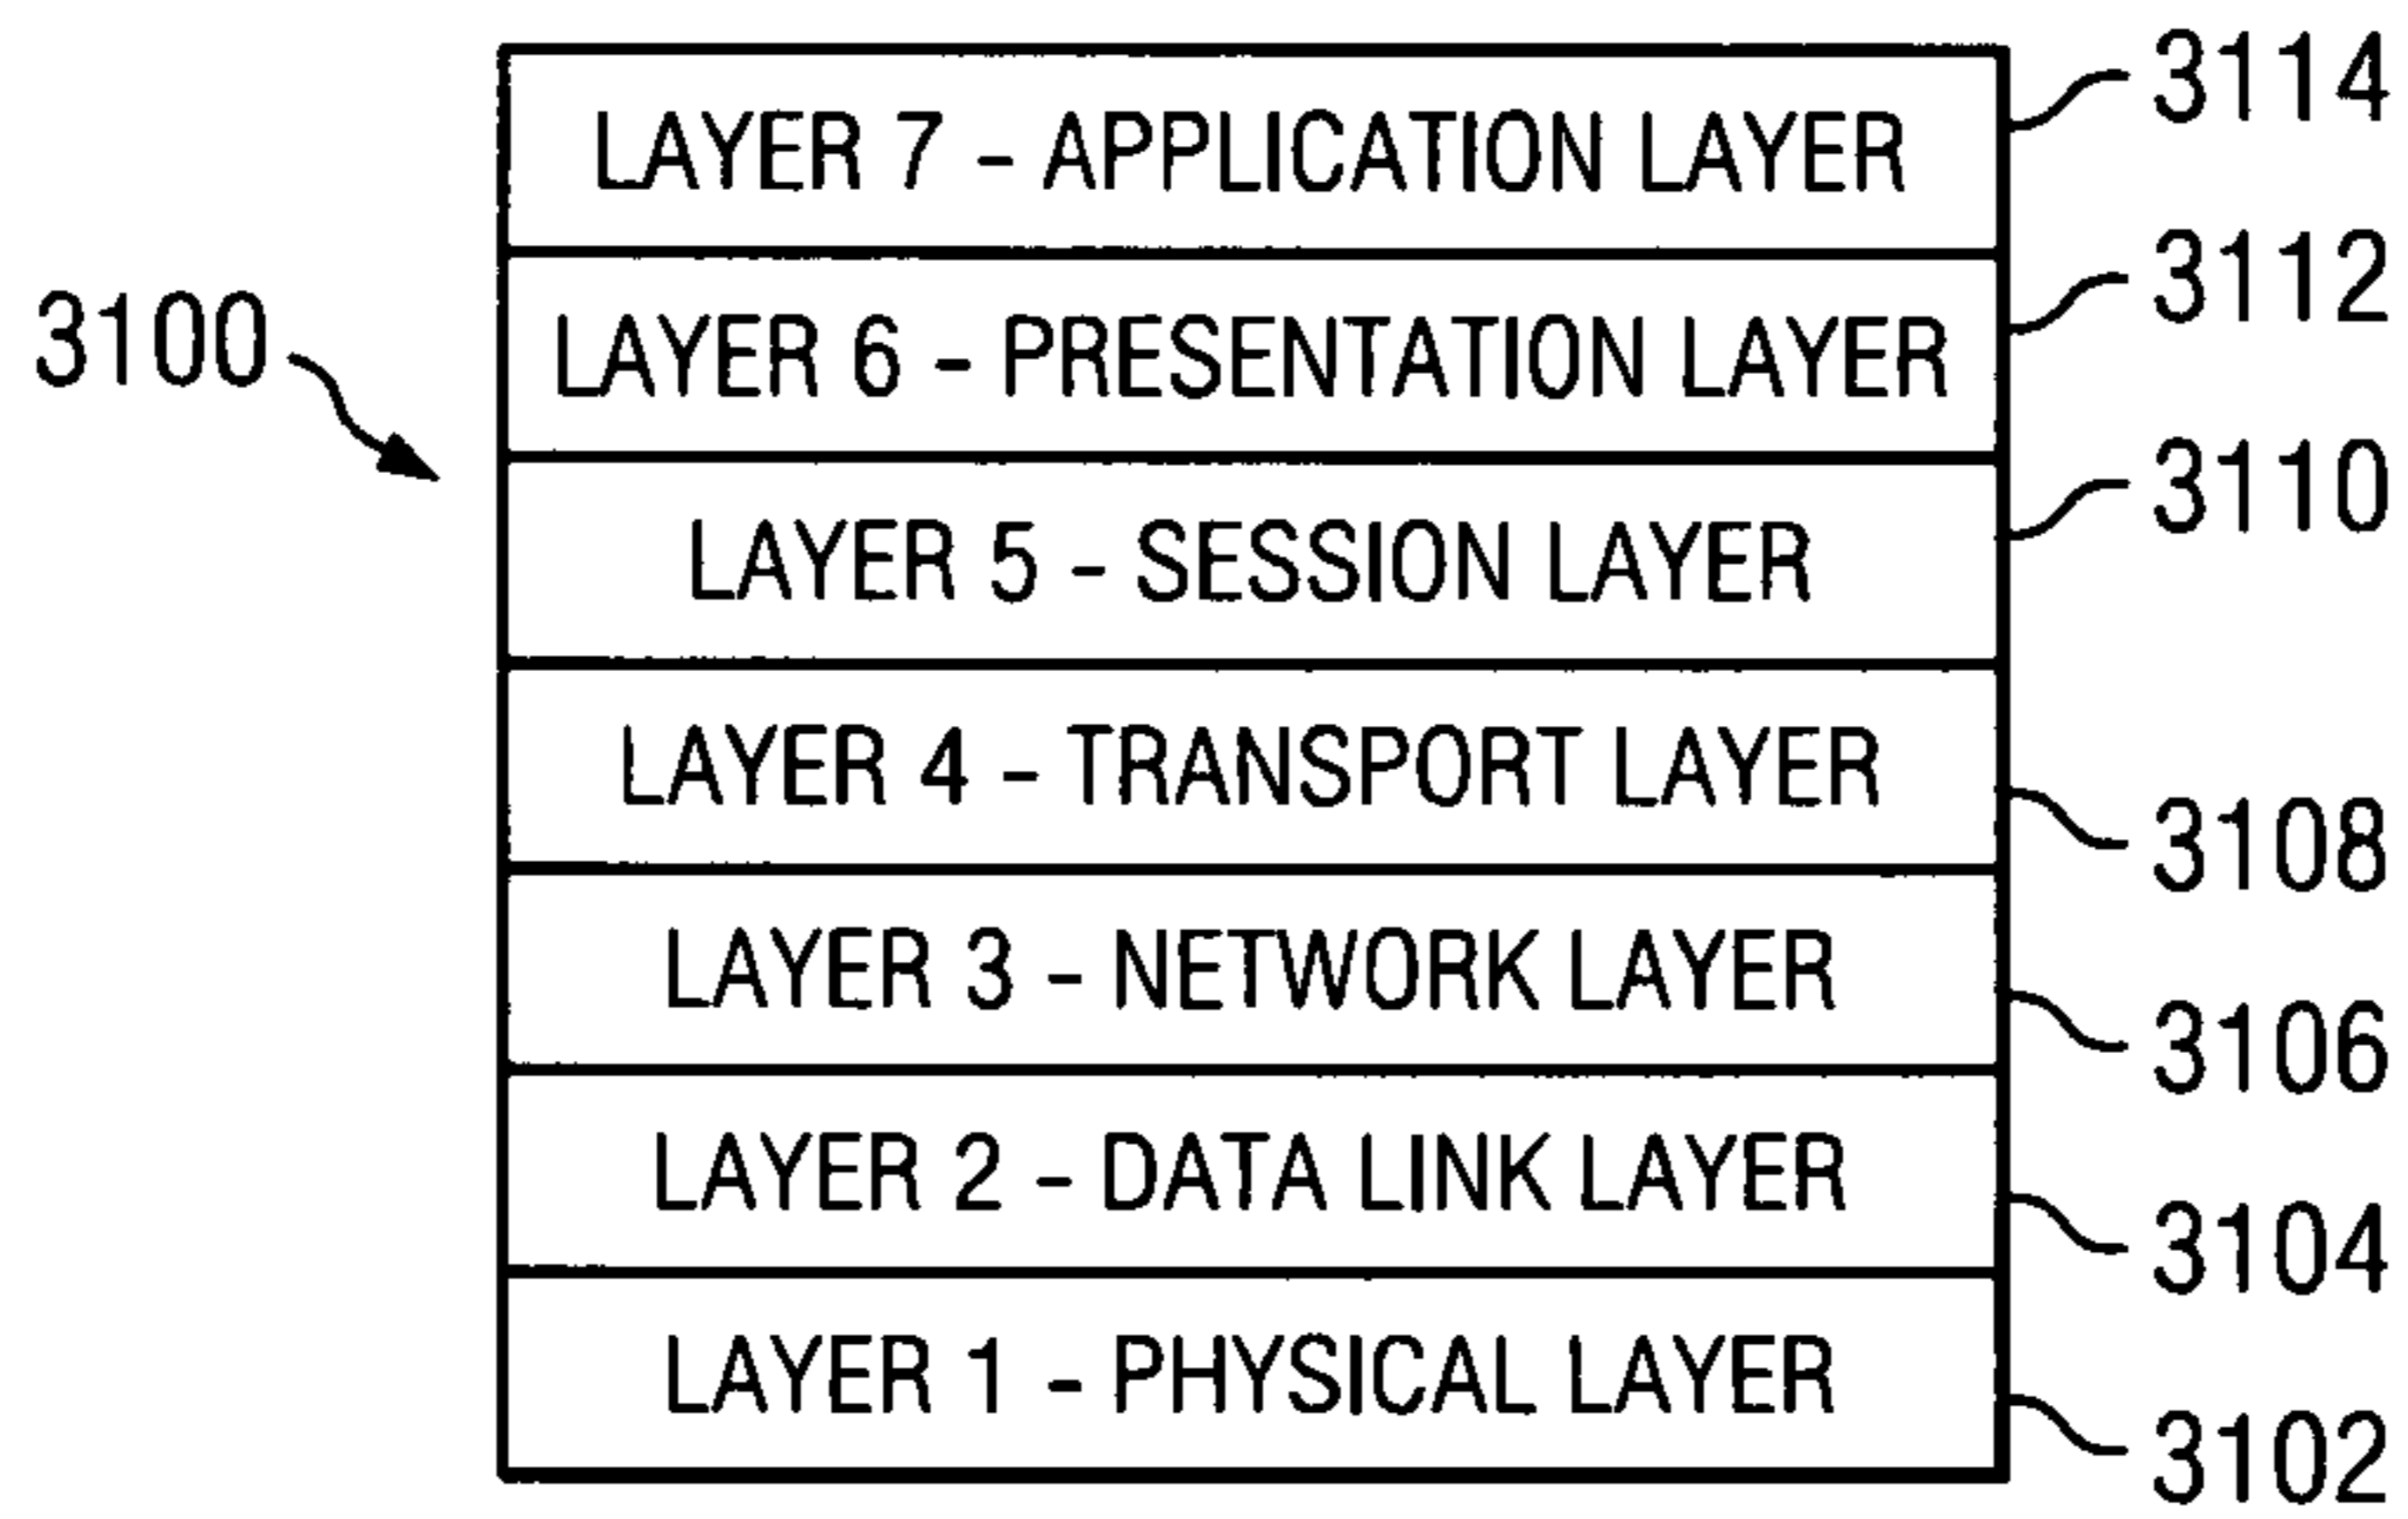 3114
LAYER 7 - APPLICATION LAYER
3112
LAYER 6 - PRESENTATION LAYER
3100
3110
LAYER 5 - SESSION LAYER
LAYER 4 - TRANSPORT LAYER
3108
LAYER 3 - NETWORK LAYER
3106
LAYER 2 - DATA LINK LAYER
3104
LAYER 1 - PHYSICAL LAYER
3102